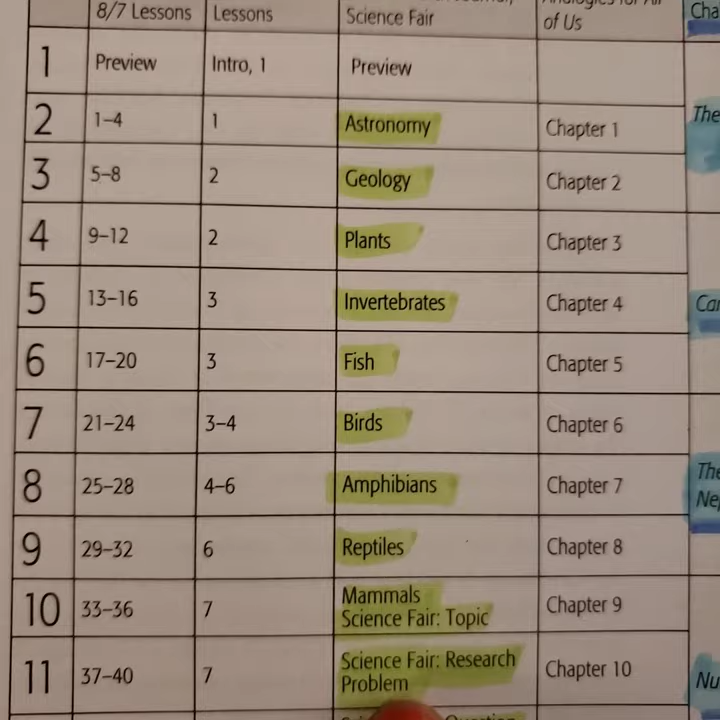 8/7 Lessons Lessons Science Fair of Us Cha
1 Preview Intro, 1 Preview
2 1–4 1 Astronomy Chapter 1 The
3 5–8 2 Geology Chapter 2
4 9–12 2 Plants Chapter 3
5 13–16 3 Invertebrates Chapter 4 Car
6 17–20 3 Fish Chapter 5
7 21–24 3–4 Birds Chapter 6
8 25–28 4–6 Amphibians Chapter 7 The
Nep
9 29–32 6 Reptiles Chapter 8
10 33–36 7 Mammals Chapter 9
Science Fair: Topic
11 37–40 7 Science Fair: Research Chapter 10 Nu
Problem